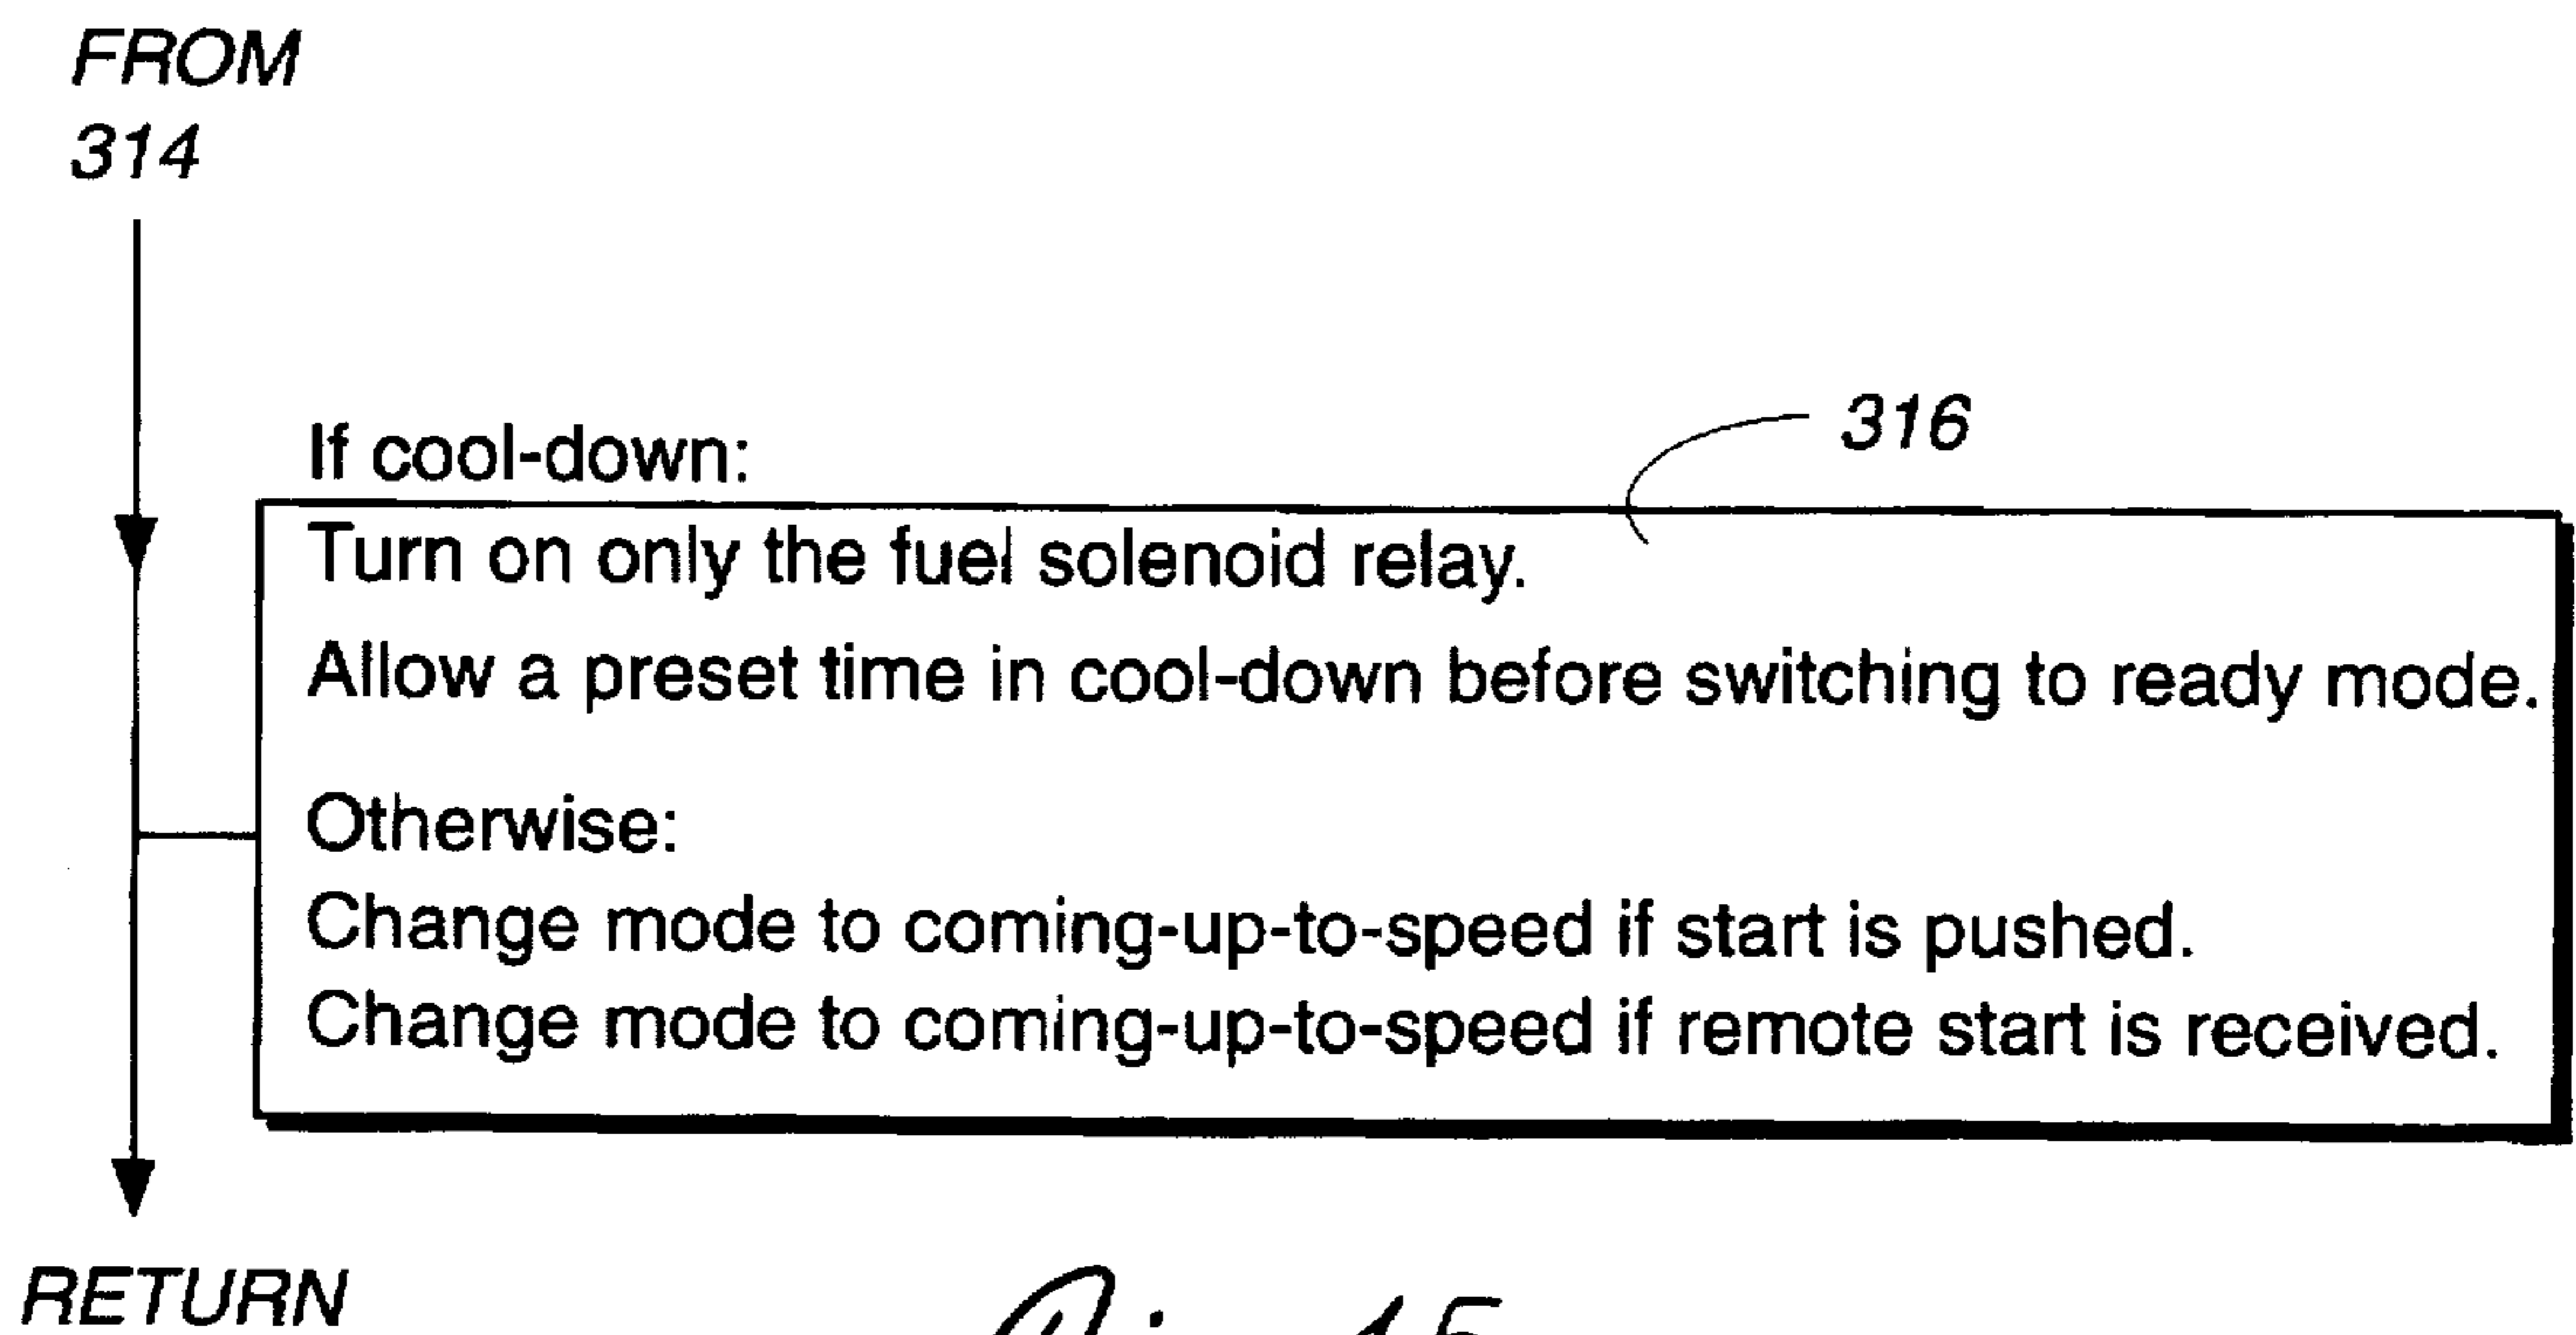 FROM
314
316
If cool-down:
Turn on only the fuel solenoid relay.
Allow a preset time in cool-down before switching to ready mode.
Otherwise:
Change mode to coming-up-to-speed if start is pushed.
Change mode to coming-up-to-speed if remote start is received.
RETURN